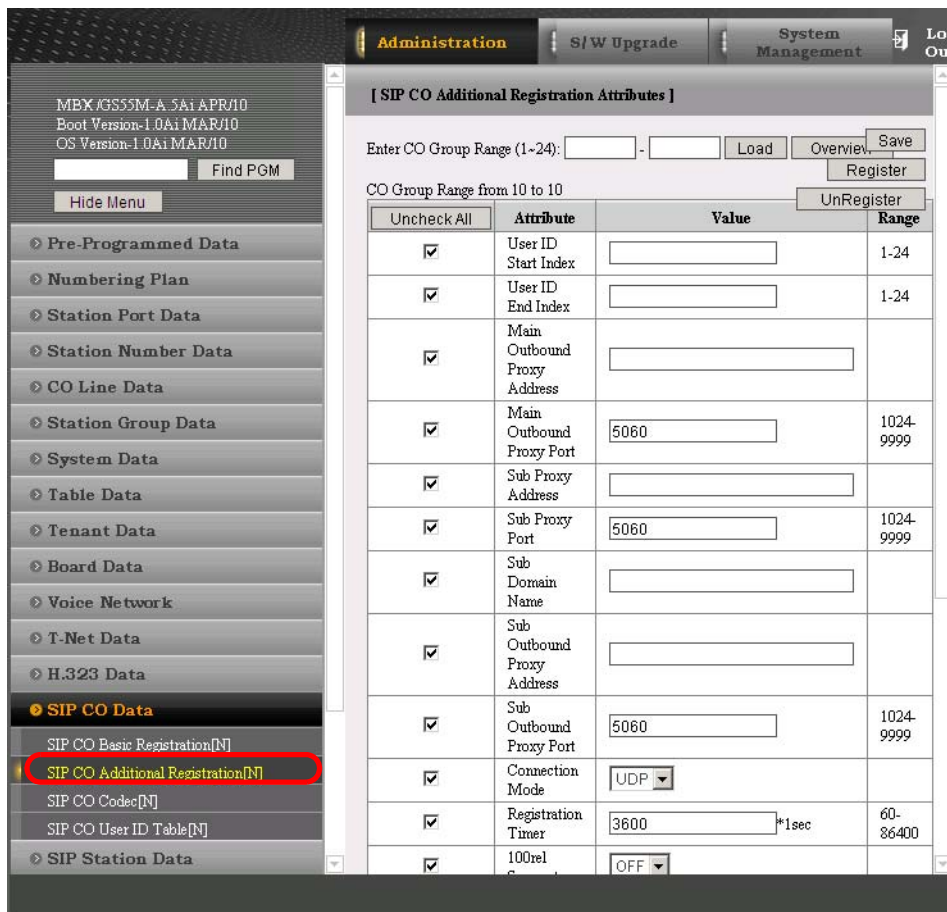 Administration
S/W Upgrade
System
Management
Lo
Ou
MBX /GS55M-A.5Ai APR/10
Boot Version-1.0Ai MAR/10
OS Version-1.0Ai MAR/10
Find PGM
Hide Menu
Pre-Programmed Data
Numbering Plan
Station Port Data
Station Number Data
CO Line Data
Station Group Data
System Data
Table Data
Tenant Data
Board Data
Voice Network
T-Net Data
H.323 Data
SIP CO Data
SIP CO Basic Registration[N]
SIP CO Additional Registration[N]
SIP CO Codec[N]
SIP CO User ID Table[N]
SIP Station Data
[ SIP CO Additional Registration Attributes ]
Enter CO Group Range (1~24): - Load Overview Save
Register
CO Group Range from 10 to 10
UnRegister
Uncheck All Attribute Value Range
User ID
Start Index
1-24
User ID
End Index
1-24
Main
Outbound
Proxy
Address
Main
Outbound
Proxy Port
5060
1024-
9999
Sub Proxy
Address
Sub Proxy
Port
5060
1024-
9999
Sub
Domain
Name
Sub
Outbound
Proxy
Address
Sub
Outbound
Proxy Port
5060
1024-
9999
Connection
Mode
UDP
Registration
Timer
3600 *1sec
60-
86400
100rel
OFF